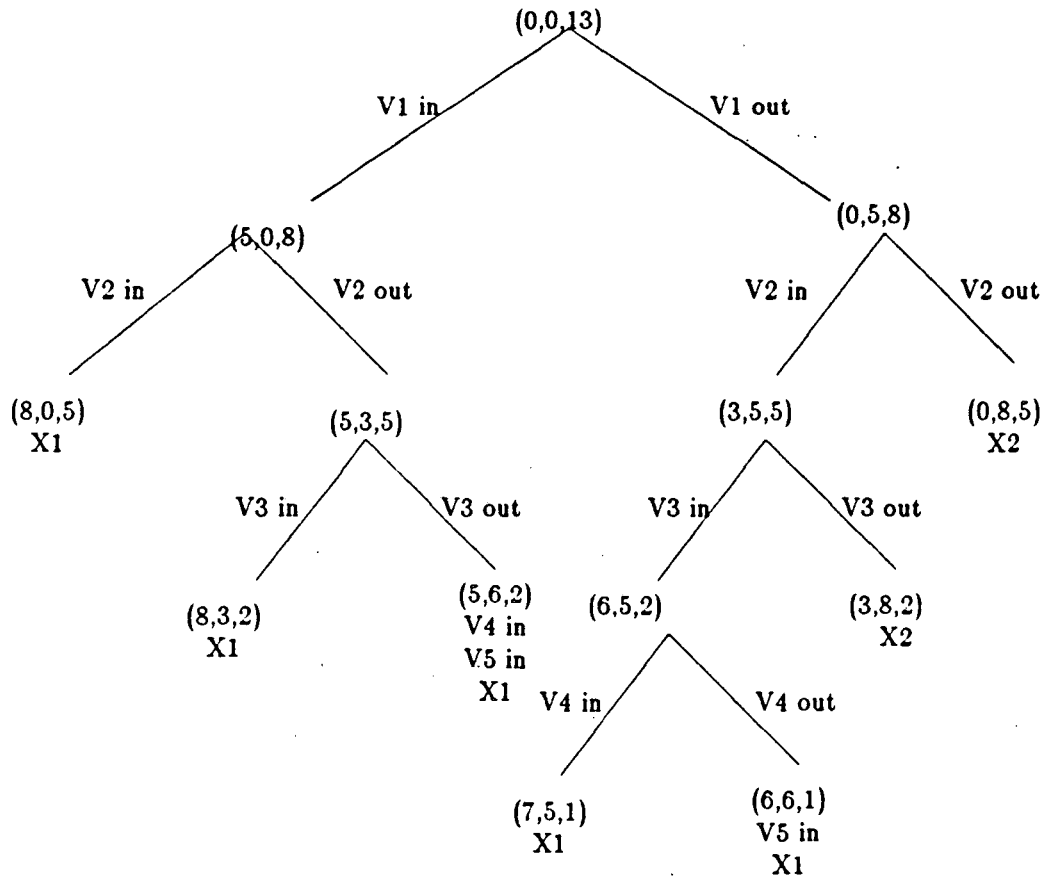 (0,0,13)
V1 in
V1 out
(5,0,8)
(0,5,8)
V2 in
V2 out
V2 in
V2 out
(8,0,5)
X1
(5,3,5)
(3,5,5)
(0,8,5)
X2
V3 in
V3 out
V3 in
V3 out
(8,3,2)
X1
(5,6,2)
V4 in
V5 in
X1
(6,5,2)
(3,8,2)
X2
V4 in
V4 out
(7,5,1)
X1
(6,6,1)
V5 in
X1